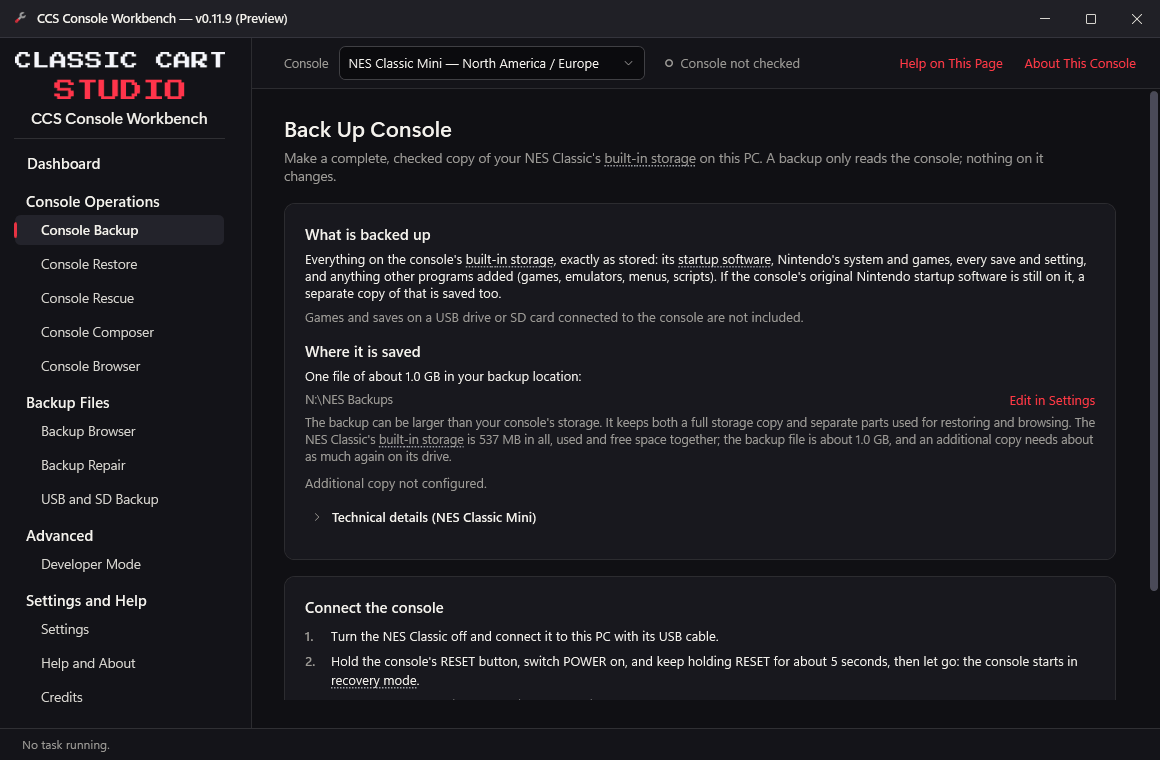 CCS Console Workbench — v0.11.9 (Preview)
CLASSIC CART
STUDIO
CCS Console Workbench
Dashboard
Console Operations
Console Backup
Console Restore
Console Rescue
Console Composer
Console Browser
Backup Files
Backup Browser
Backup Repair
USB and SD Backup
Advanced
Developer Mode
Settings and Help
Settings
Help and About
Credits
Console
NES Classic Mini — North America / Europe
Console not checked
Help on This Page
About This Console
Back Up Console
Make a complete, checked copy of your NES Classic's built-in storage on this PC. A backup only reads the console; nothing on it
changes.
What is backed up
Everything on the console's built-in storage, exactly as stored: its startup software, Nintendo's system and games, every save and setting,
and anything other programs added (games, emulators, menus, scripts). If the console's original Nintendo startup software is still on it, a
separate copy of that is saved too.
Games and saves on a USB drive or SD card connected to the console are not included.
Where it is saved
One file of about 1.0 GB in your backup location:
N:\NES Backups
Edit in Settings
The backup can be larger than your console's storage. It keeps both a full storage copy and separate parts used for restoring and browsing. The
NES Classic's built-in storage is 537 MB in all, used and free space together; the backup file is about 1.0 GB, and an additional copy needs about
as much again on its drive.
Additional copy not configured.
Technical details (NES Classic Mini)
Connect the console
1. Turn the NES Classic off and connect it to this PC with its USB cable.
2. Hold the console's RESET button, switch POWER on, and keep holding RESET for about 5 seconds, then let go: the console starts in
recovery mode.
No task running.